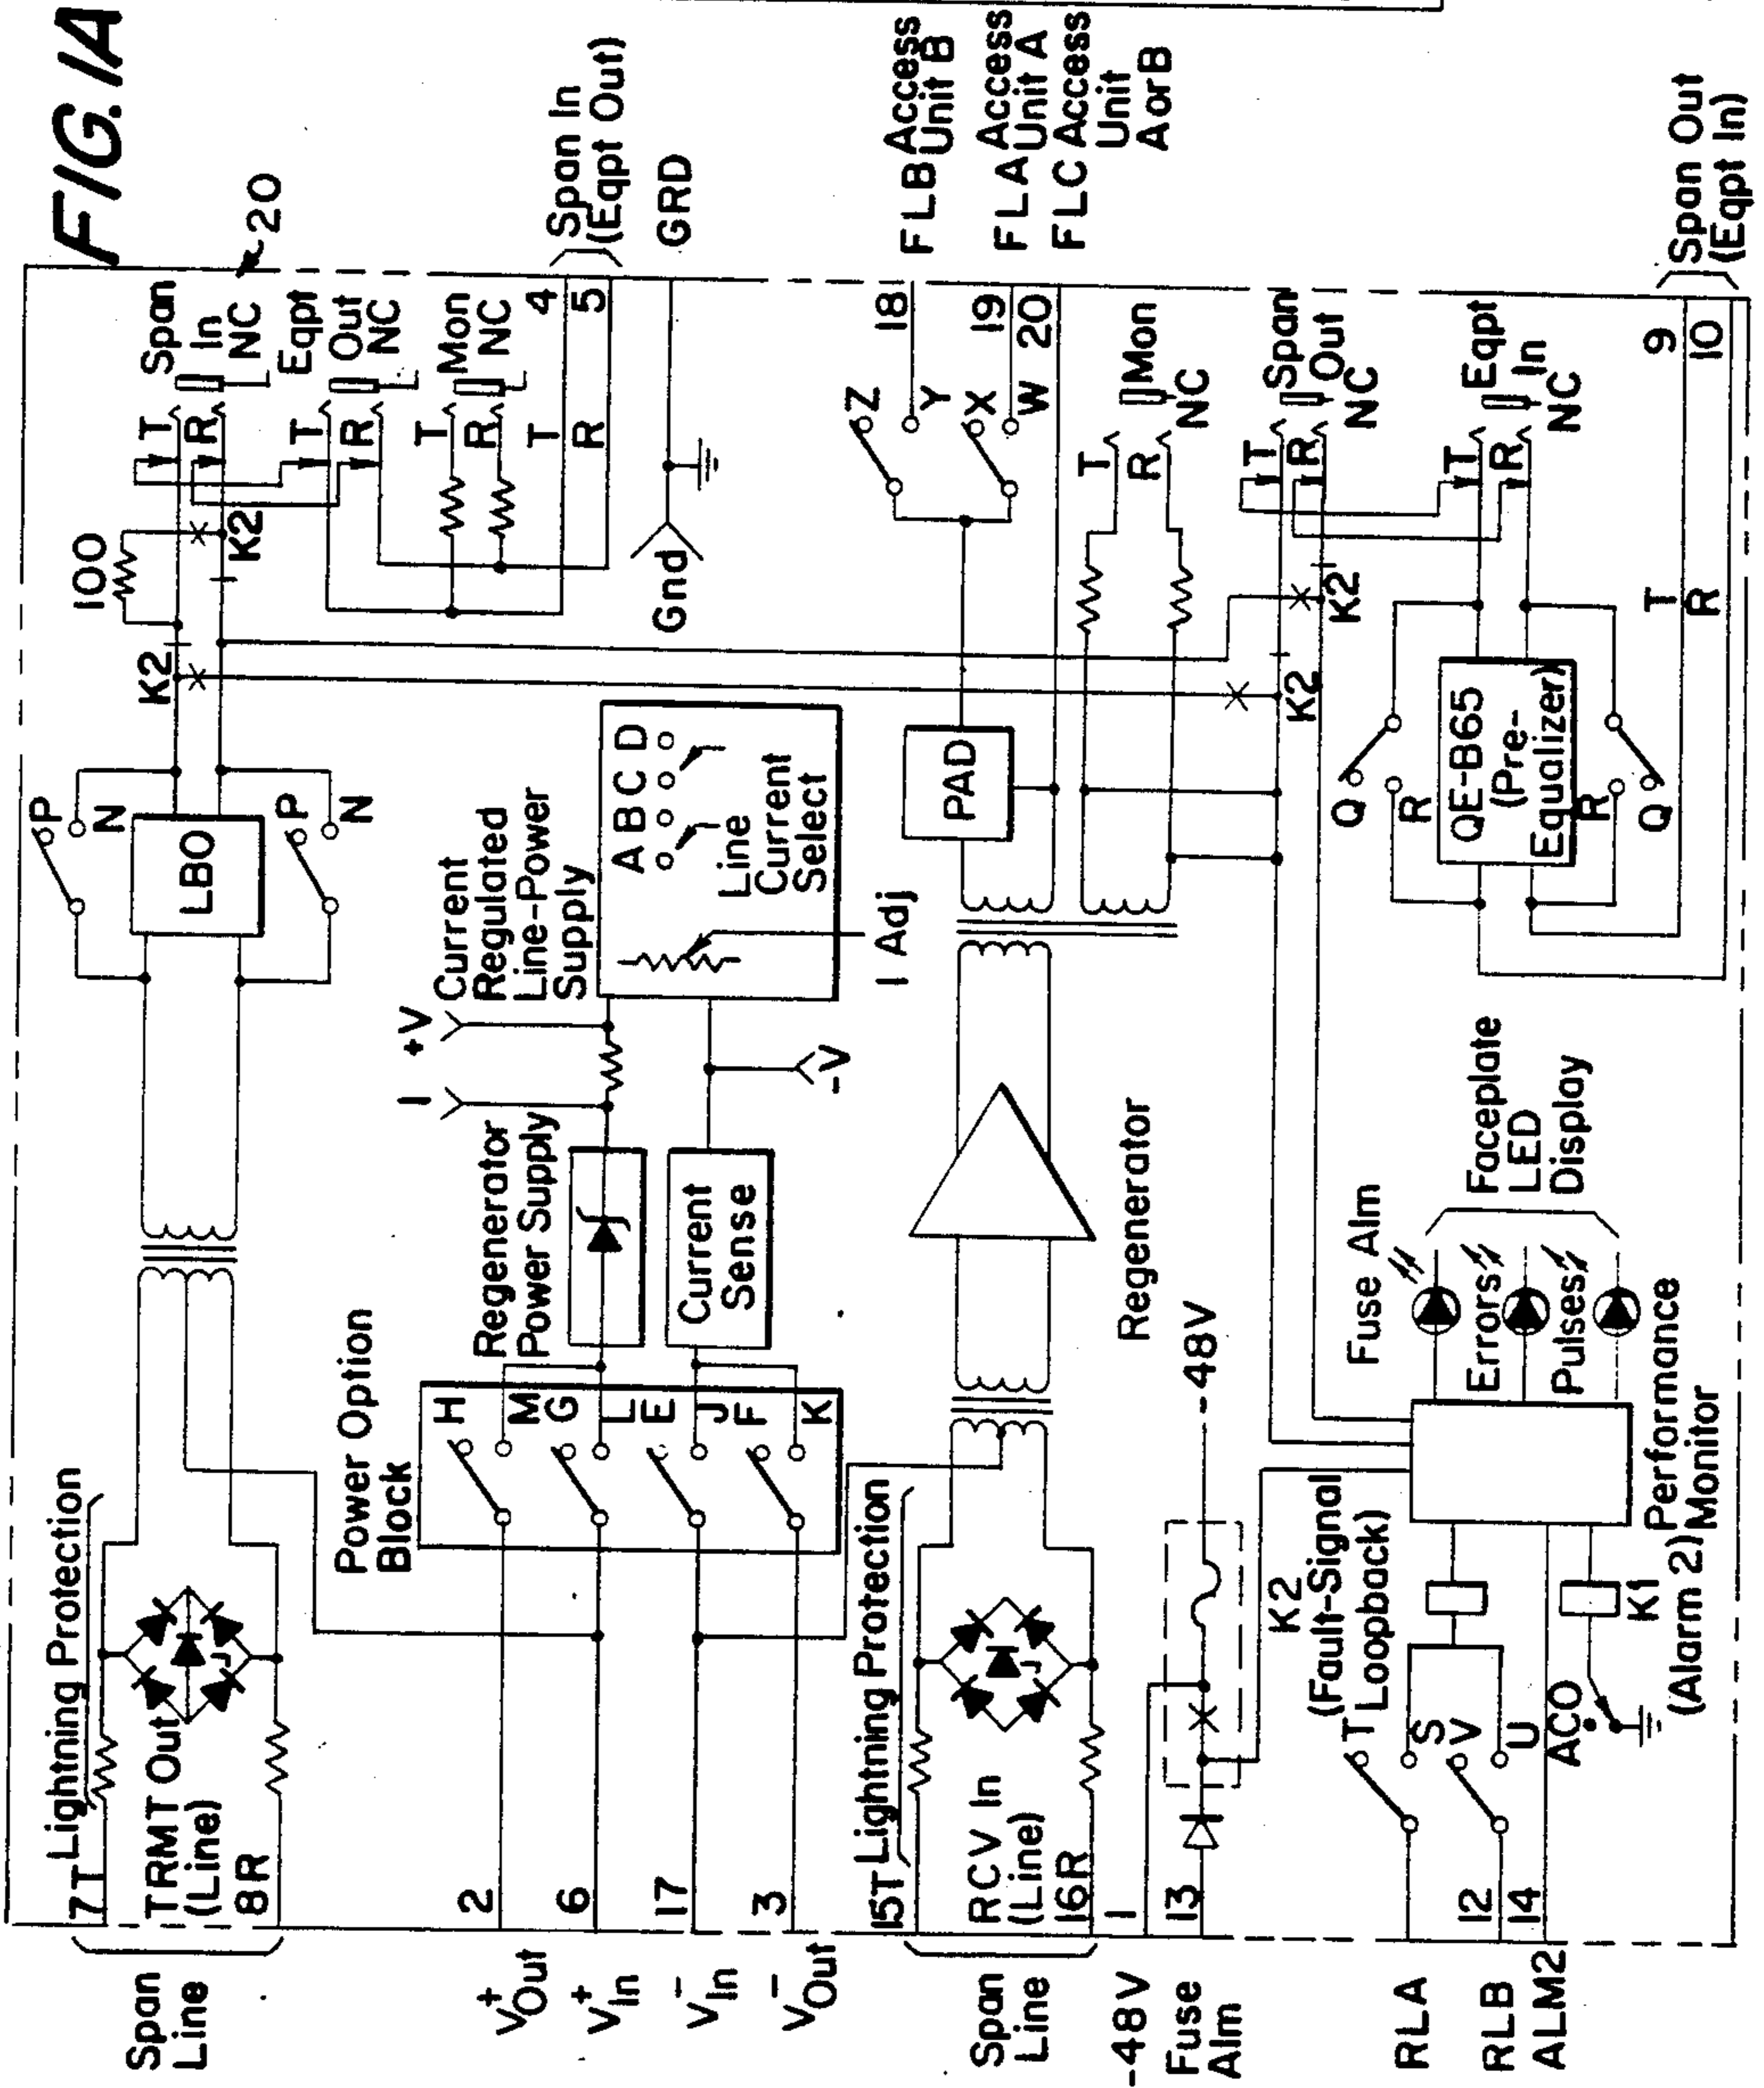 FIG. 1A
20
Span
Line
7T
Lightning Protection
TRMT Out
(Line)
8R
P
N
LBO
P
N
K2
100
K2
T
R
Span
In
NC
T
R
Eqpt
Out
NC
T
R
Mon
NC
T
4
R
5
Span In
(Eqpt Out)
Gnd
GRD
V+
Out
2
V+
In
6
V-
In
17
V-
Out
3
Power Option
Block
H
M
G
L
E
J
F
K
Regenerator
Power Supply
Current
Sense
I
+V
-V
Current
Regulated
Line-Power
Supply
A B C D
Line
Current
Select
I Adj
Span
Line
15T
Lightning Protection
RCV In
(Line)
16R
Regenerator
PAD
Z
Y
X
W
18
19
20
FLB Access
Unit B
FLA Access
Unit A
FLC Access
Unit
A or B
T
R
Mon
NC
K2
K2
T
R
Span
Out
NC
T
R
Eqpt
In
NC
-48V
1
Fuse
Alm
13
-48V
K2
(Fault-Signal
Loopback)
RLA
T
S
RLB
12
V
U
ALM2
14
ACO
K1
(Alarm 2)
Performance
Monitor
Fuse Alm
Errors
Pulses
Faceplate
LED
Display
Q
R
QE-B65
(Pre-
Equalizer)
R
Q
T
9
R
10
Span Out
(Eqpt In)